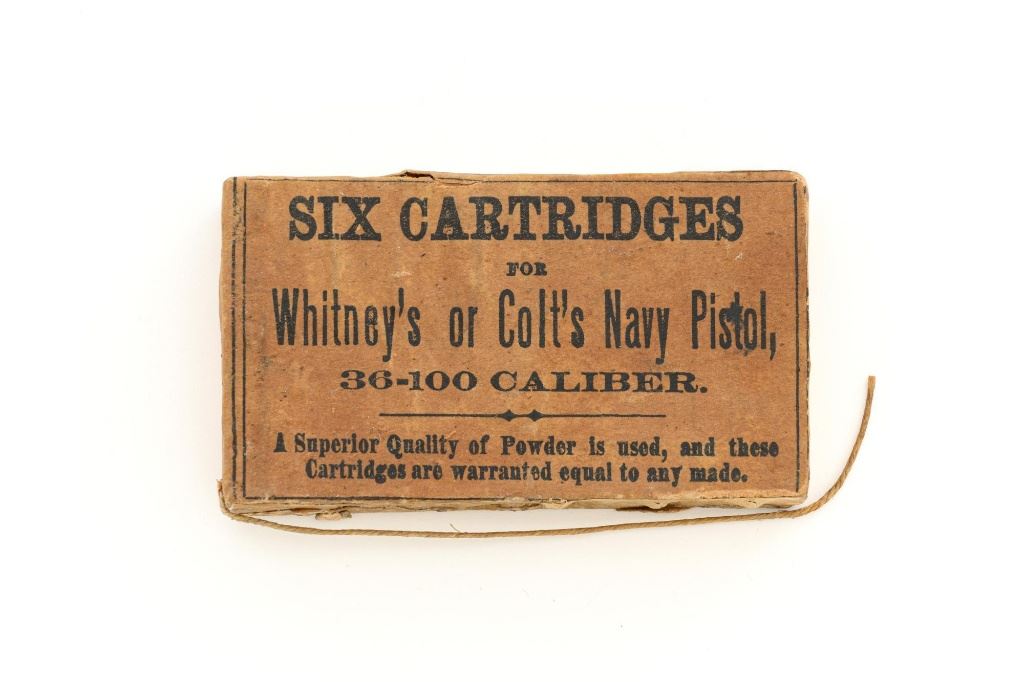 SIX CARTRIDGES
FOR
Whitney's or Colt's Navy Pistol,
36-100 CALIBER.
A Superior Quality of Powder is used, and these
Cartridges are warranted equal to any made.